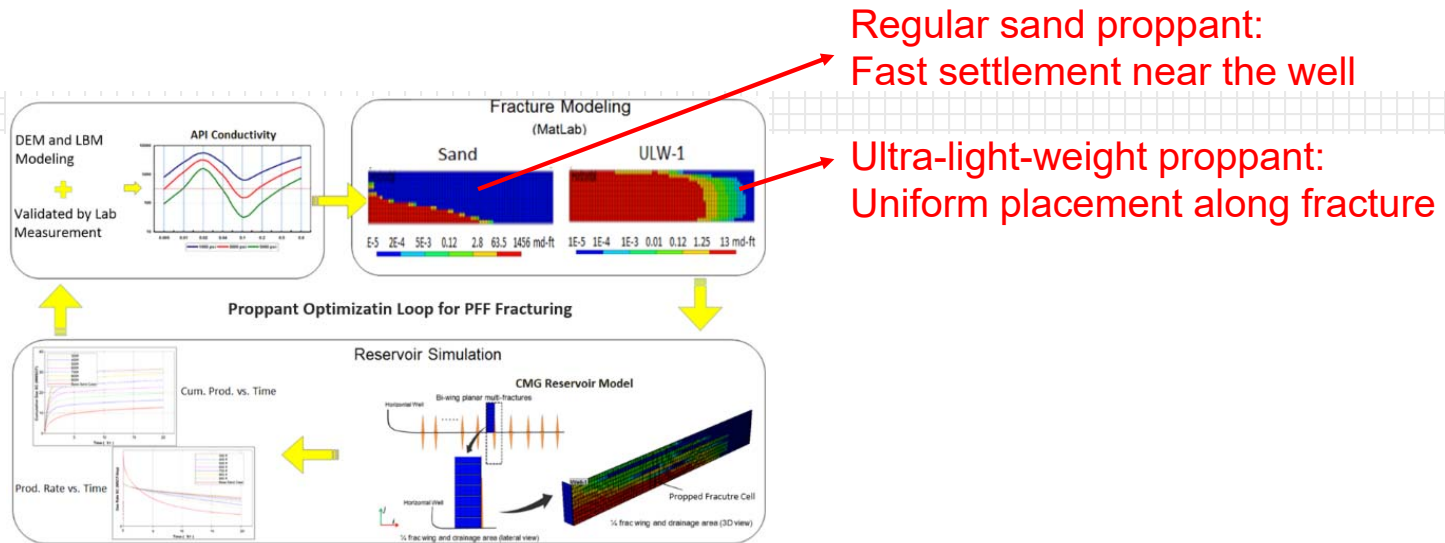 Regular sand proppant:
Fast settlement near the well
Ultra-light-weight proppant:
Uniform placement along fracture
DEM and LBM
Modeling
Validated by Lab
Measurement
API Conductivity
10000
1000
100
10
Fracture Modeling
(MatLab)
Sand
ULW-1
E-5 2E-4 5E-3 0.12 2.8 63.5 1456 md-ft
1E-5 1E-4 1E-3 0.01 0.12 1.25 13 md-ft
Proppant Optimizatin Loop for PFF Fracturing
Reservoir Simulation
Cum. Prod. vs. Time
Prod. Rate vs. Time
CMG Reservoir Model
Bi-wing planar multi-fractures
Horizontal Well
Horizontal Well
¼ frac wing and drainage area (lateral view)
Propped Fracutre Cell
¼ frac wing and drainage area (3D view)